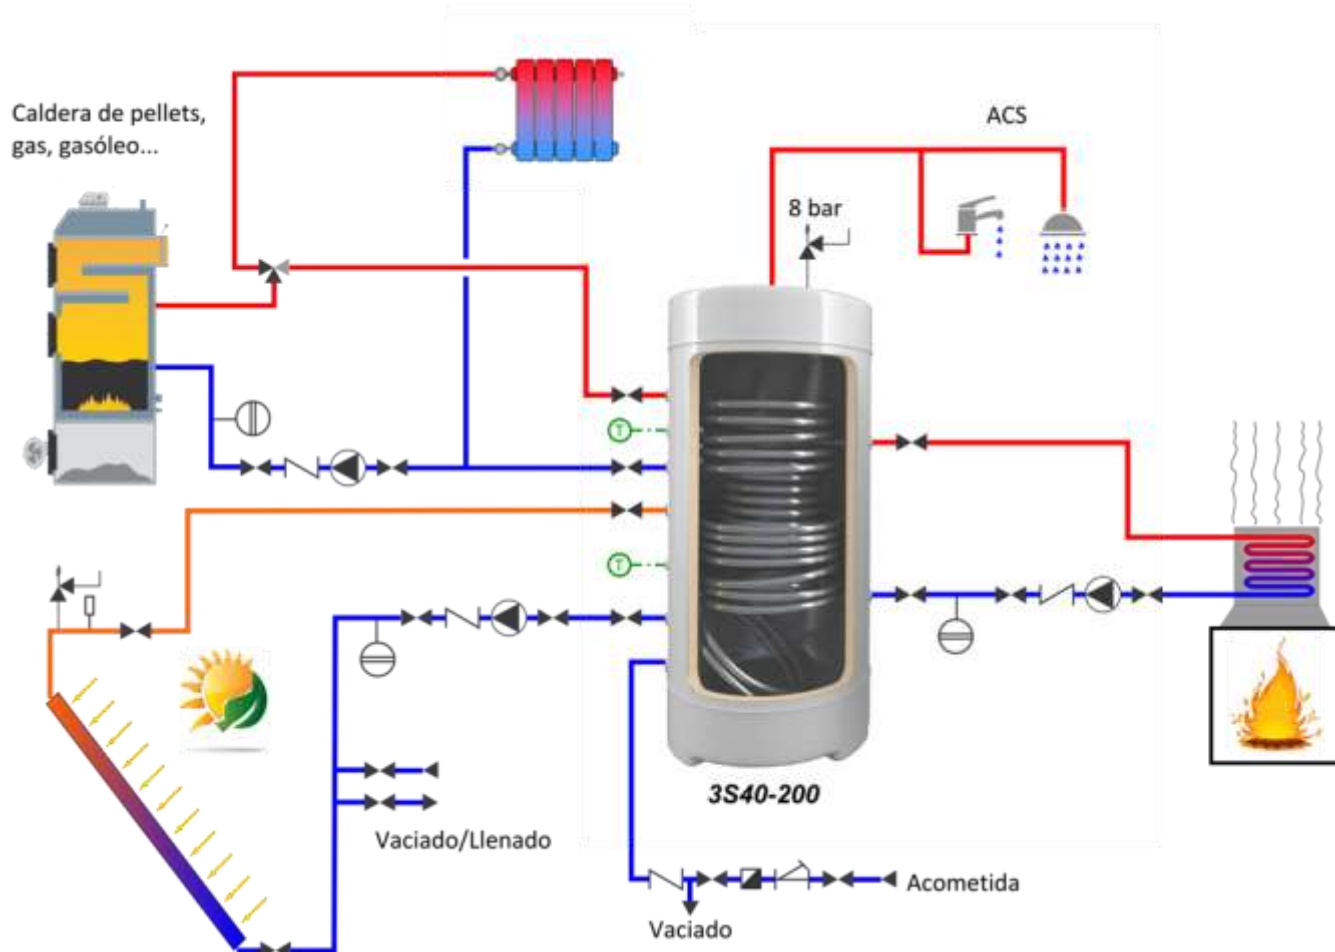 Caldera de pellets,
gas, gasóleo...
ACS
8 bar
T
T
3S40-200
Vaciado/Llenado
Acometida
Vaciado